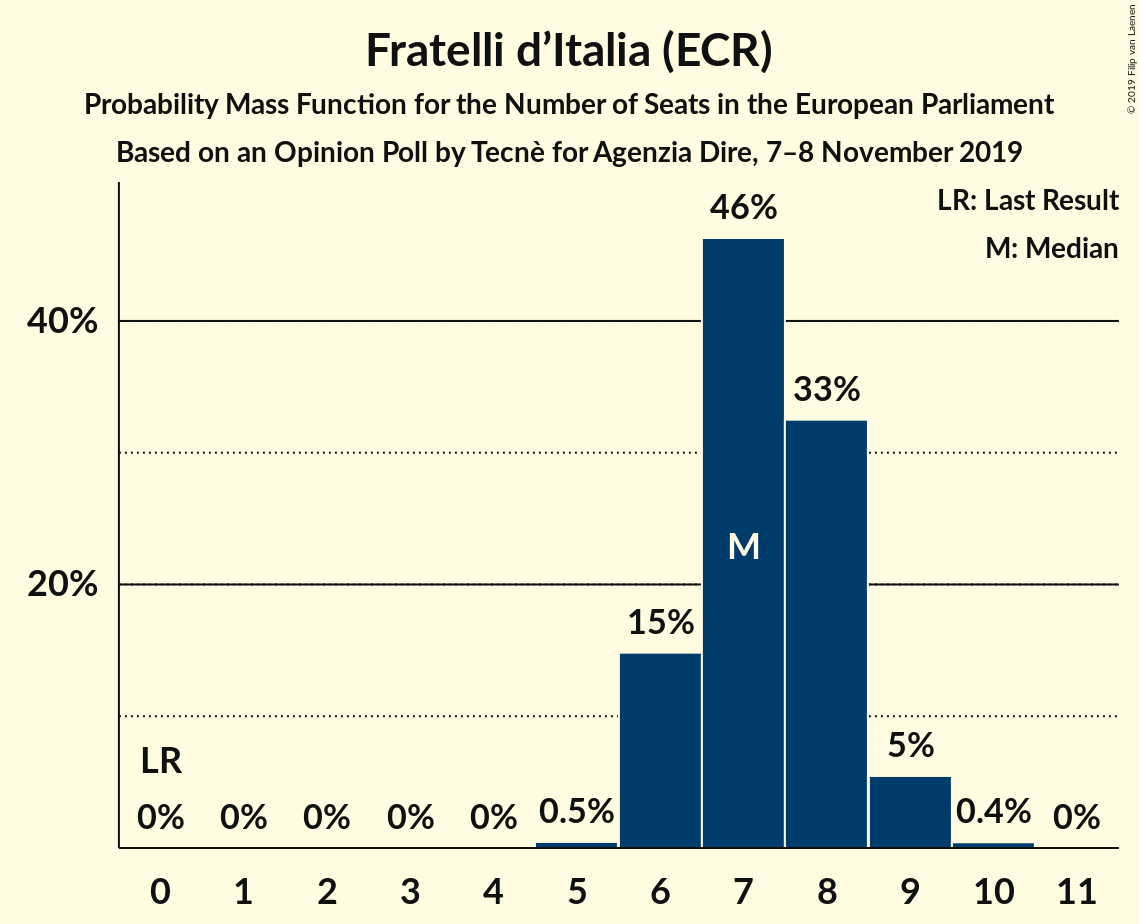 Fratelli d’Italia (ECR)
Probability Mass Function for the Number of Seats in the European Parliament
Based on an Opinion Poll by Tecnè for Agenzia Dire, 7–8 November 2019
© 2019 Filip van Laenen
LR: Last Result
M: Median
46%
40%
33%
M
20%
15%
LR
5%
0% 0% 0% 0% 0% 0.5% 0.4% 0%
0 1 2 3 4 5 6 7 8 9 10 11